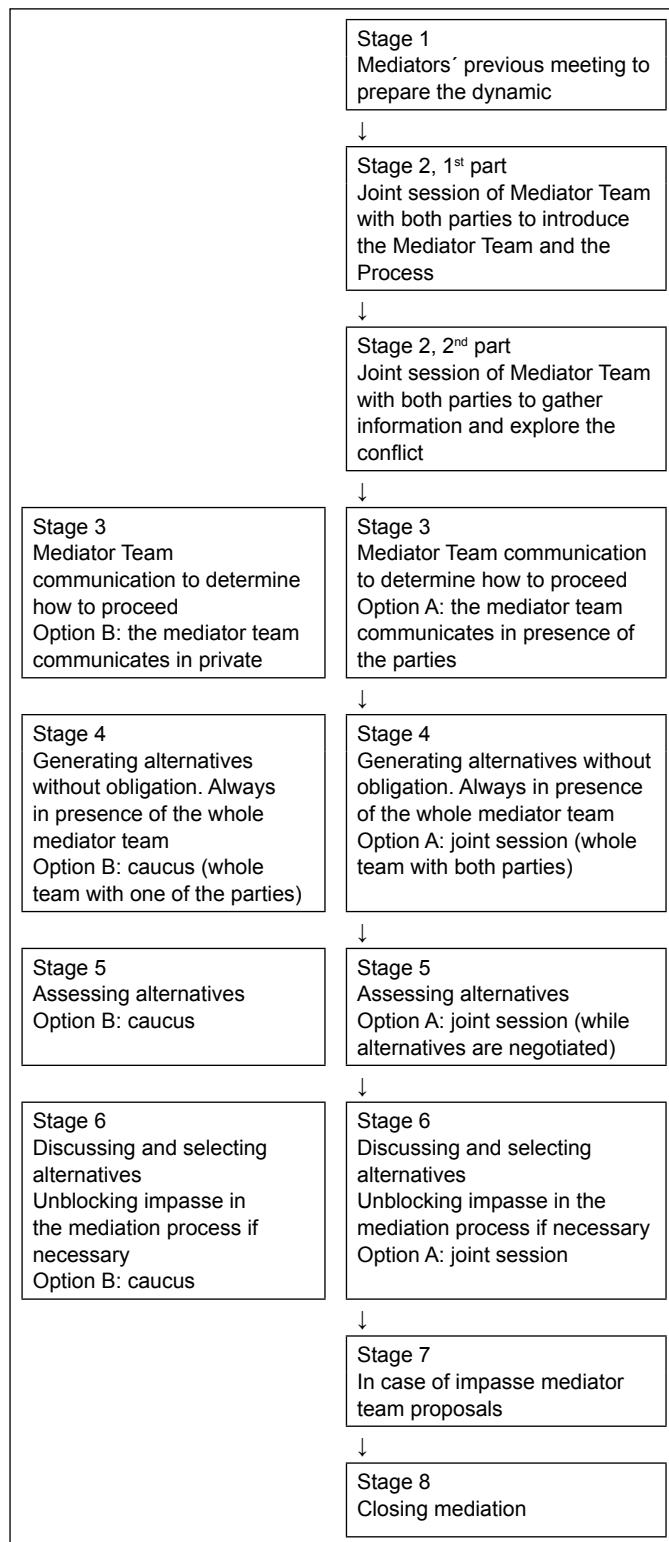 Stage 1
Mediators´ previous meeting to
prepare the dynamic
↓
Stage 2, 1st part
Joint session of Mediator Team
with both parties to introduce
the Mediator Team and the
Process
↓
Stage 2, 2nd part
Joint session of Mediator Team
with both parties to gather
information and explore the
conflict
↓
Stage 3
Mediator Team
communication to determine
how to proceed
Option B: the mediator team
communicates in private
Stage 3
Mediator Team communication
to determine how to proceed
Option A: the mediator team
communicates in presence of
the parties
↓
Stage 4
Generating alternatives
without obligation. Always
in presence of the whole
mediator team
Option B: caucus (whole
team with one of the parties)
Stage 4
Generating alternatives without
obligation. Always in presence
of the whole mediator team
Option A: joint session (whole
team with both parties)
↓
Stage 5
Assessing alternatives
Option B: caucus
Stage 5
Assessing alternatives
Option A: joint session (while
alternatives are negotiated)
↓
Stage 6
Discussing and selecting
alternatives
Unblocking impasse in
the mediation process if
necessary
Option B: caucus
Stage 6
Discussing and selecting
alternatives
Unblocking impasse in the
mediation process if necessary
Option A: joint session
↓
Stage 7
In case of impasse mediator
team proposals
↓
Stage 8
Closing mediation